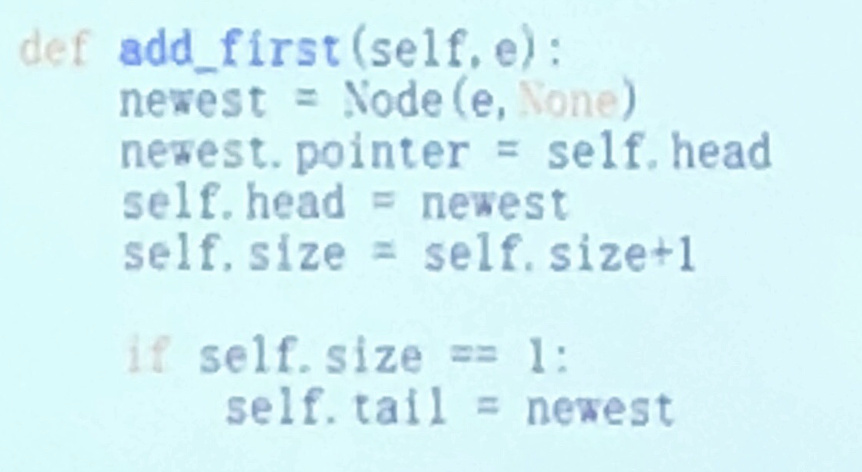 def add_first(self, e):
    newest = Node(e, None)
    newest.pointer = self.head
    self.head = newest
    self.size = self.size+1

    if self.size == 1:
        self.tail = newest